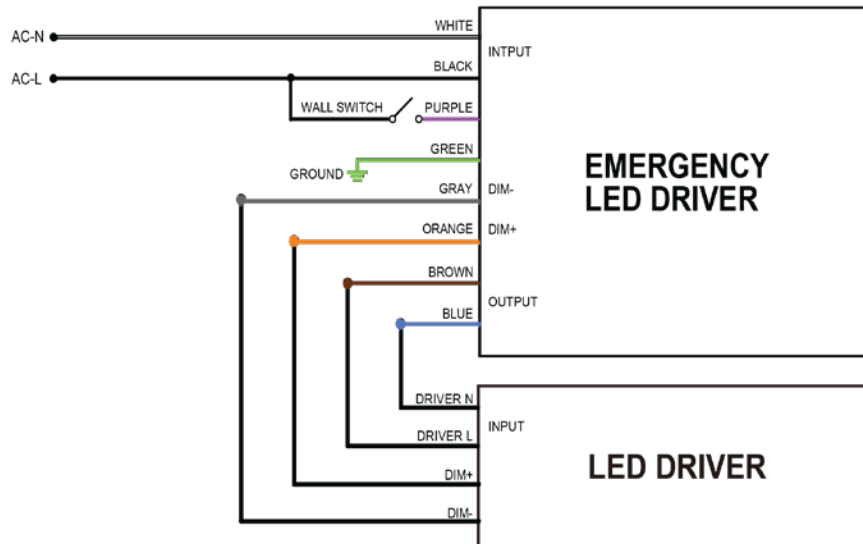 WHITE
AC-N
INTPUT
BLACK
AC-L
WALL SWITCH
PURPLE
GREEN
EMERGENCY
LED DRIVER
GROUND
GRAY
DIM-
ORANGE
DIM+
BROWN
OUTPUT
BLUE
DRIVER N
INPUT
DRIVER L
LED DRIVER
DIM+
DIM-